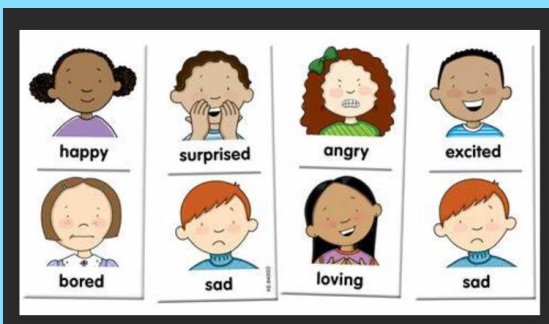 happy
surprised
angry
excited
bored
sad
loving
sad